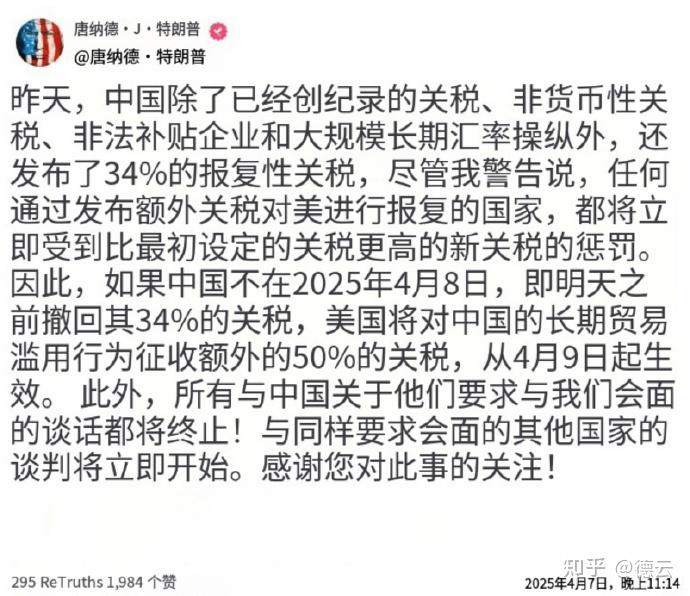 唐纳德·J·特朗普
@唐纳德·特朗普
昨天，中国除了已经创纪录的关税、非货币性关
税、非法补贴企业和大规模长期汇率操纵外，还
发布了34%的报复性关税，尽管我警告说，任何
通过发布额外关税对美进行报复的国家，都将立
即受到比最初设定的关税更高的新关税的惩罚。
因此，如果中国不在2025年4月8日，即明天之
前撤回其34%的关税，美国将对中国的长期贸易
滥用行为征收额外的50%的关税，从4月9日起生
效。 此外，所有与中国关于他们要求与我们会面
的谈话都将终止！与同样要求会面的其他国家的
谈判将立即开始。感谢您对此事的关注！
295 ReTruths 1,984 个赞
知乎 @德云
2025年4月7日，晚上11:14